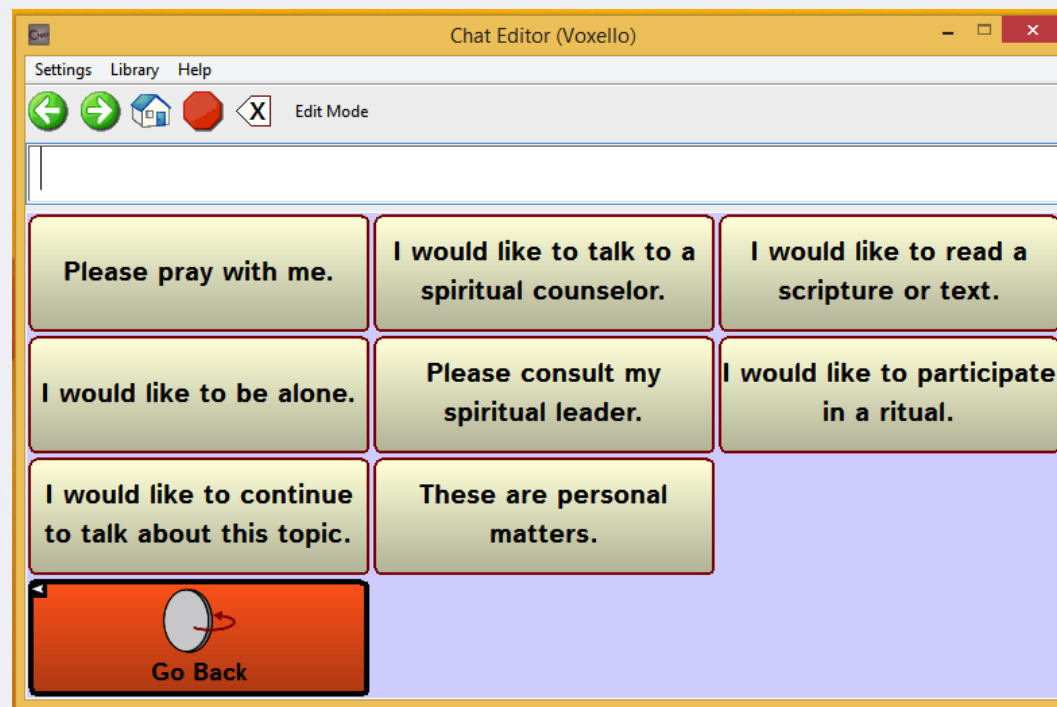 CHAT
Chat Editor (Voxello)
Settings Library Help
X Edit Mode
Please pray with me.
I would like to talk to a
spiritual counselor.
I would like to read a
scripture or text.
I would like to be alone.
Please consult my
spiritual leader.
I would like to participate
in a ritual.
I would like to continue
to talk about this topic.
These are personal
matters.
Go Back